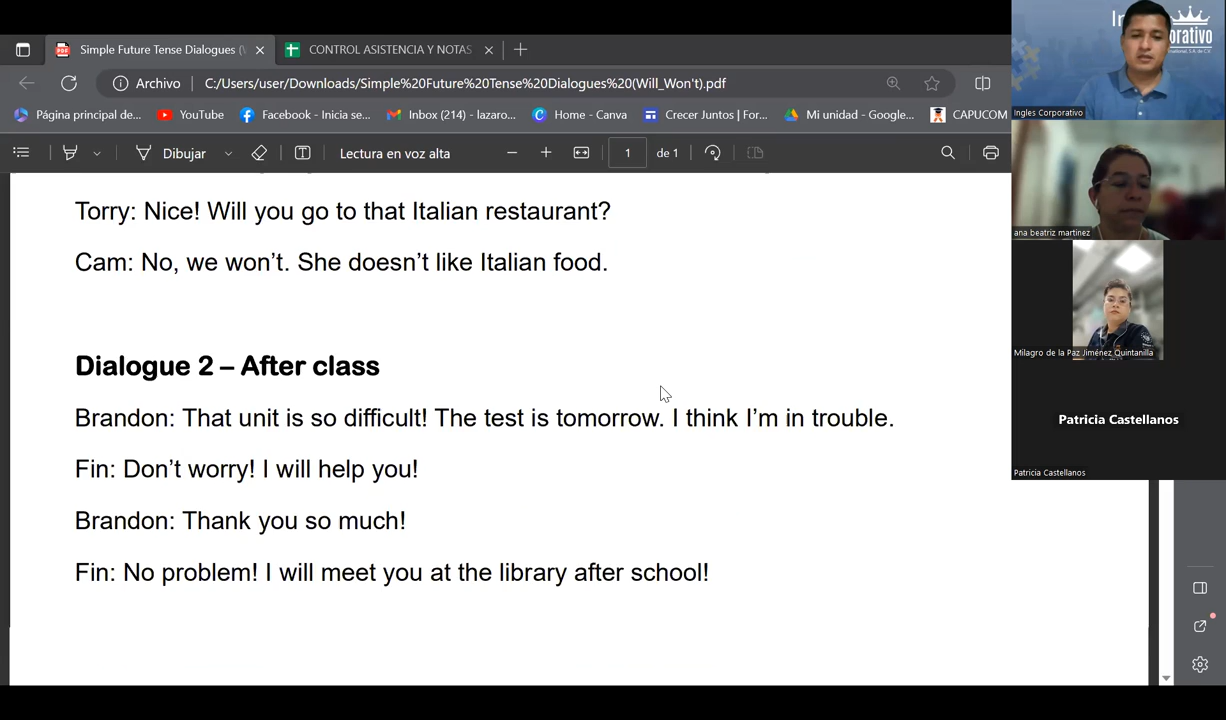 Simple Future Tense Dialogues (
CONTROL ASISTENCIA Y NOTAS
Archivo
C:/Users/user/Downloads/Simple%20Future%20Tense%20Dialogues%20(Will_Won't).pdf
Página principal de...
YouTube
Facebook - Inicia se...
Inbox (214) - lazaro...
Home - Canva
Crecer Juntos | For...
Mi unidad - Google...
CAPUCOM
Dibujar
Lectura en voz alta
1
de 1
Torry: Nice! Will you go to that Italian restaurant?
Cam: No, we won't. She doesn't like Italian food.
Dialogue 2 – After class
Brandon: That unit is so difficult! The test is tomorrow. I think I'm in trouble.
Fin: Don't worry! I will help you!
Brandon: Thank you so much!
Fin: No problem! I will meet you at the library after school!
In
orativo
Ingles Corporativo
ana beatriz martinez
Milagro de la Paz Jiménez Quintanilla
Patricia Castellanos
Patricia Castellanos